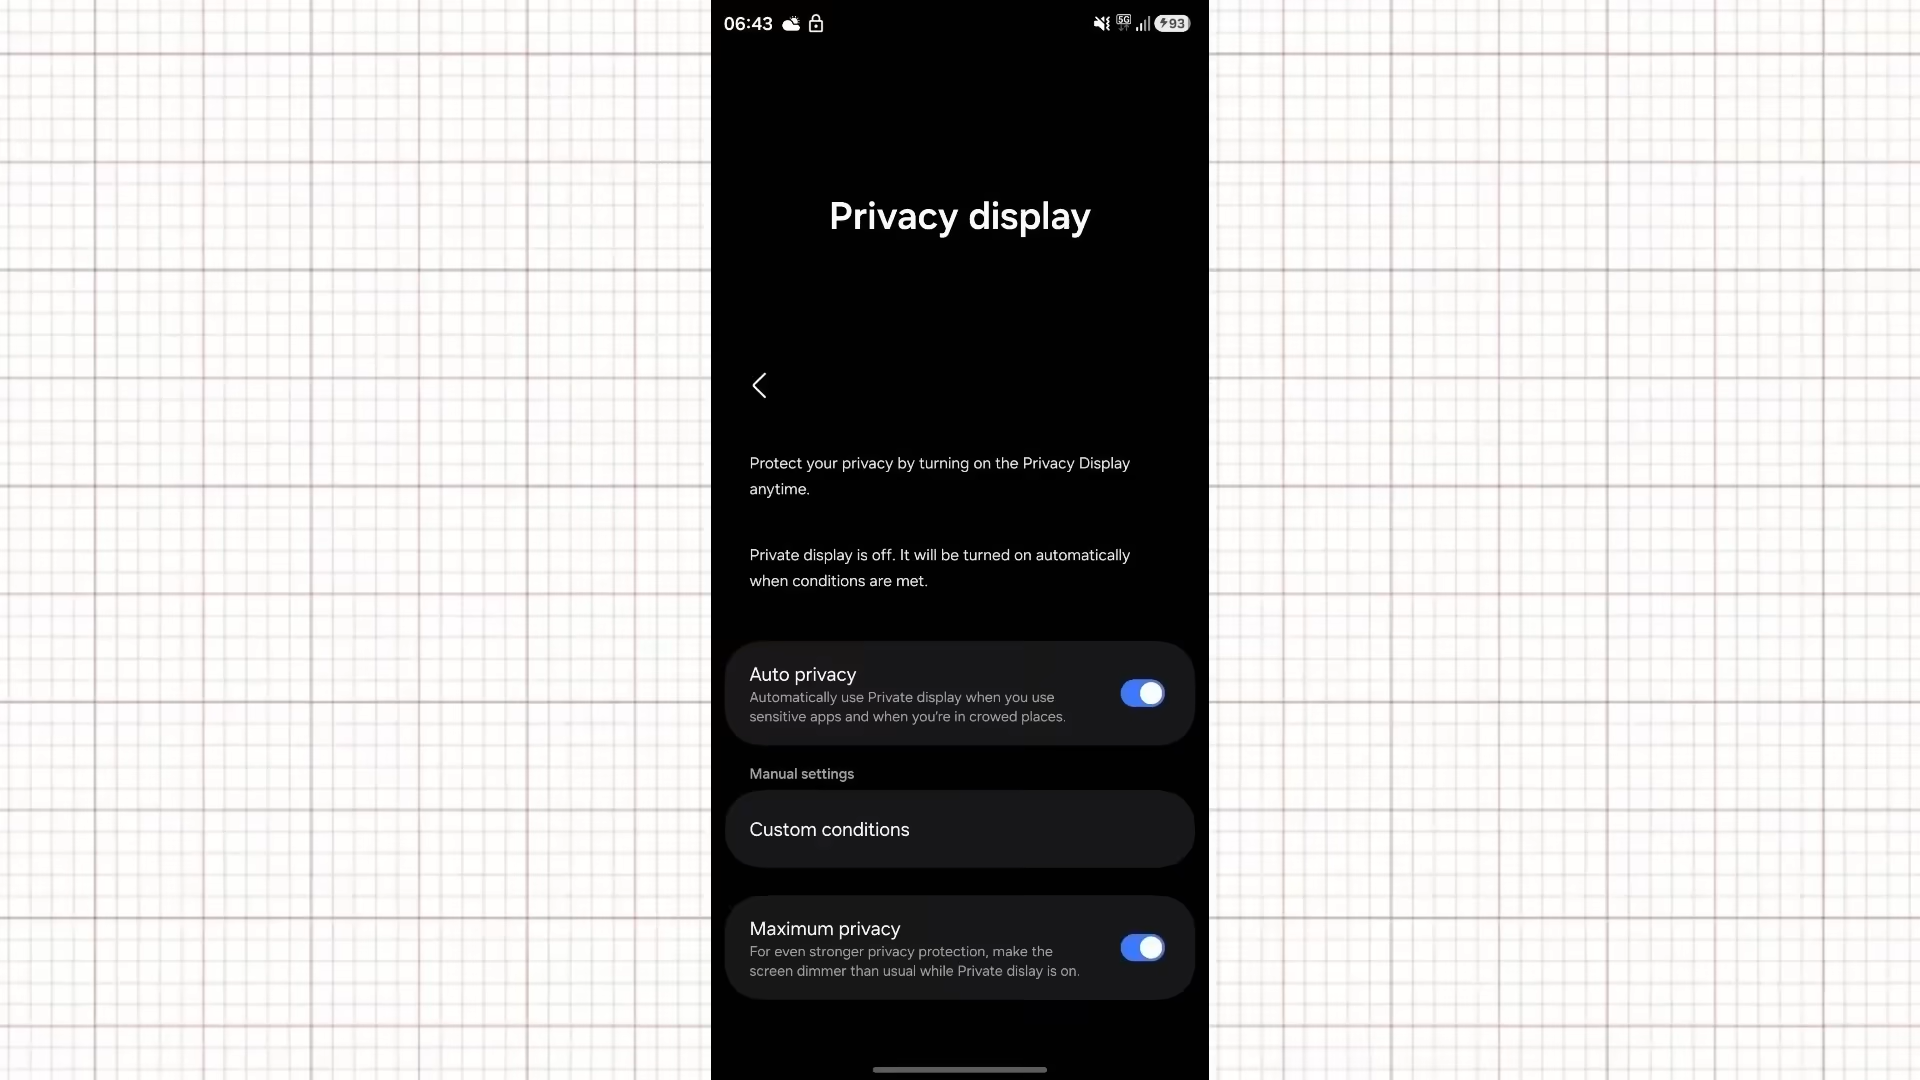 06:43
5G
93
Privacy display
Protect your privacy by turning on the Privacy Display
anytime.
Private display is off. It will be turned on automatically
when conditions are met.
Auto privacy
Automatically use Private display when you use
sensitive apps and when you're in crowed places.
Manual settings
Custom conditions
Maximum privacy
For even stronger privacy protection, make the
screen dimmer than usual while Private dislay is on.